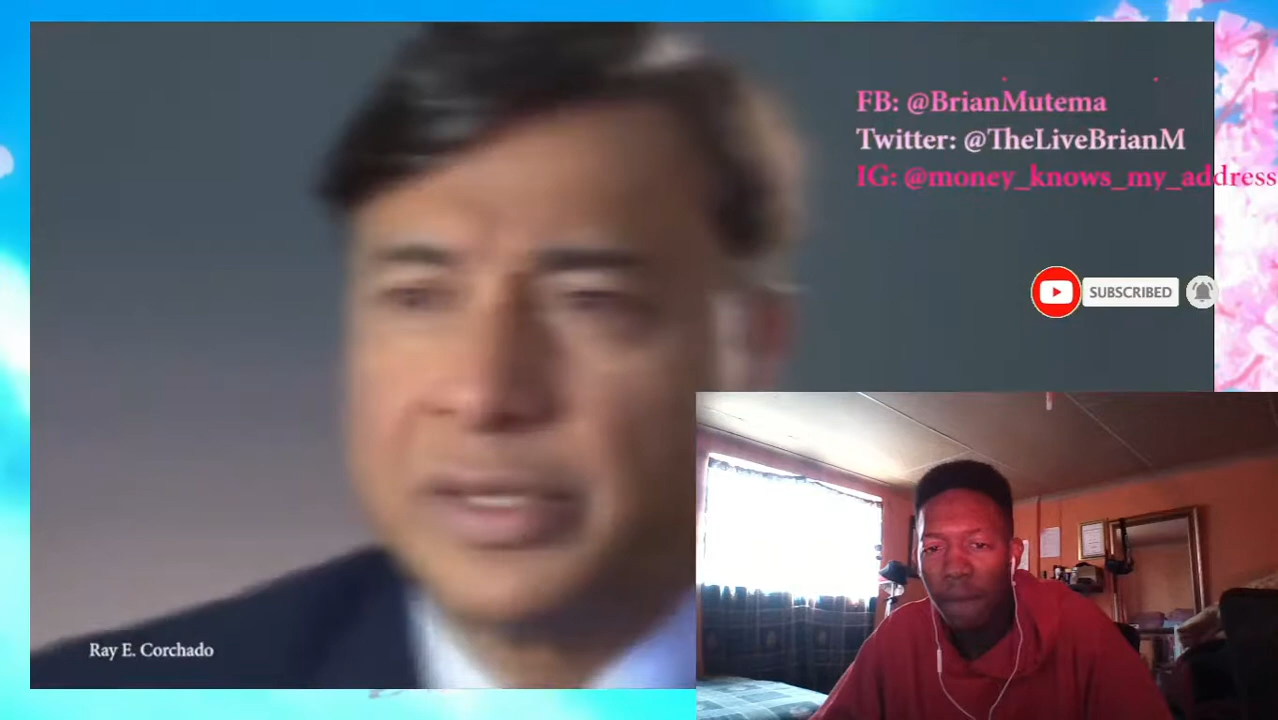 FB: @BrianMutema
Twitter: @TheLiveBrianM
IG: @money_knows_my_address
SUBSCRIBED
Ray E. Corchado